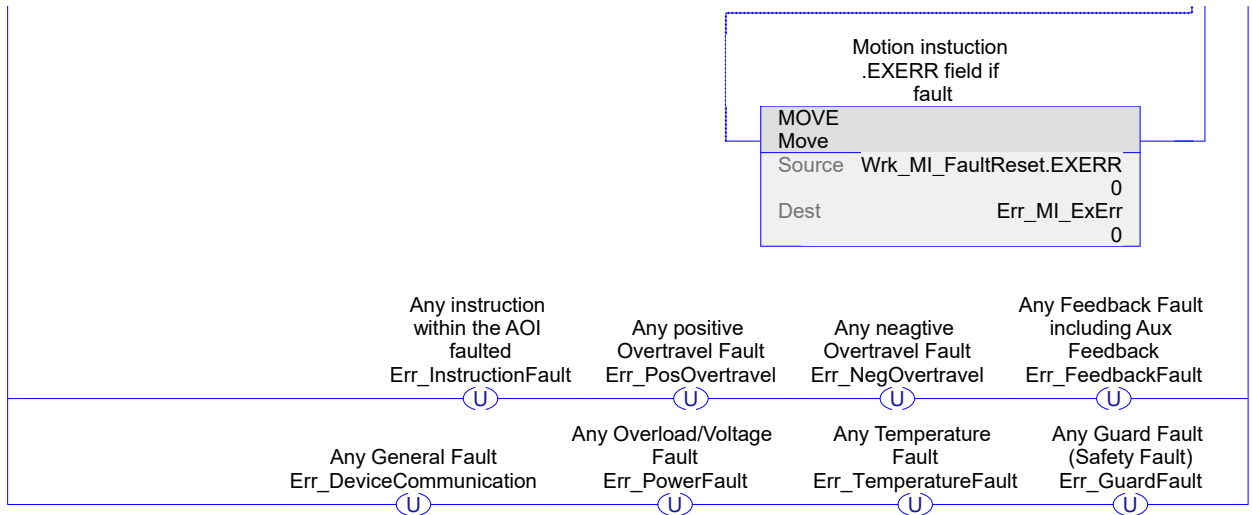 Motion instuction
.EXERR field if
fault
MOVE
Move
Source Wrk_MI_FaultReset.EXERR
0
Dest Err_MI_ExErr
0
Any instruction
within the AOI
faulted
Err_InstructionFault
Any positive
Overtravel Fault
Err_PosOvertravel
Any neagtive
Overtravel Fault
Err_NegOvertravel
Any Feedback Fault
including Aux
Feedback
Err_FeedbackFault
U
U
U
U
Any General Fault
Err_DeviceCommunication
Any Overload/Voltage
Fault
Err_PowerFault
Any Temperature
Fault
Err_TemperatureFault
Any Guard Fault
(Safety Fault)
Err_GuardFault
U
U
U
U